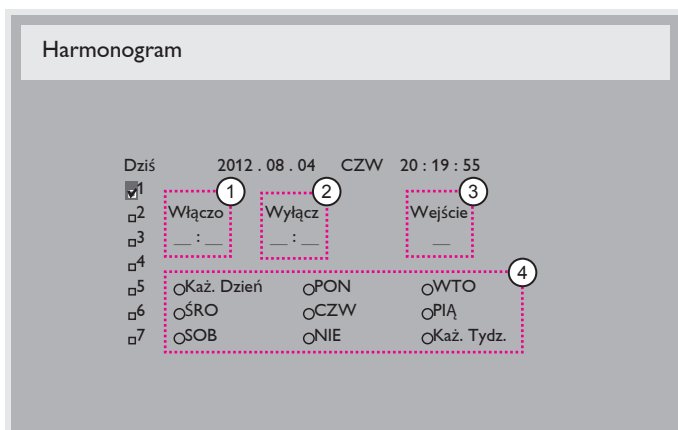 Harmonogram
Dziś 2012 . 08 . 04 CZW 20 : 19 : 55
1 1 2 3
2 Włączo Wyłącz Wejście
3 __ : __ __ : __ __
4 4
5 Każ. Dzień PON WTO
6 ŚRO CZW PIĄ
7 SOB NIE Każ. Tydz.